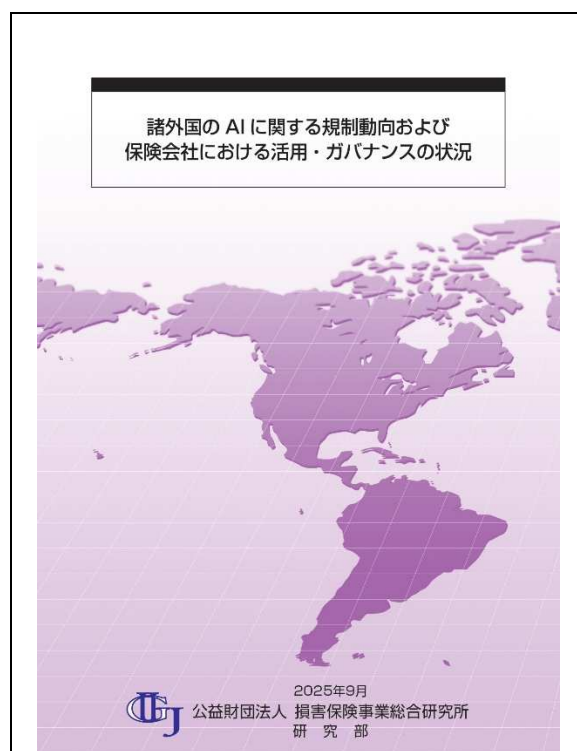 諸外国の AI に関する規制動向および
保険会社における活用・ガバナンスの状況
2025年9月
公益財団法人 損害保険事業総合研究所
研 究 部